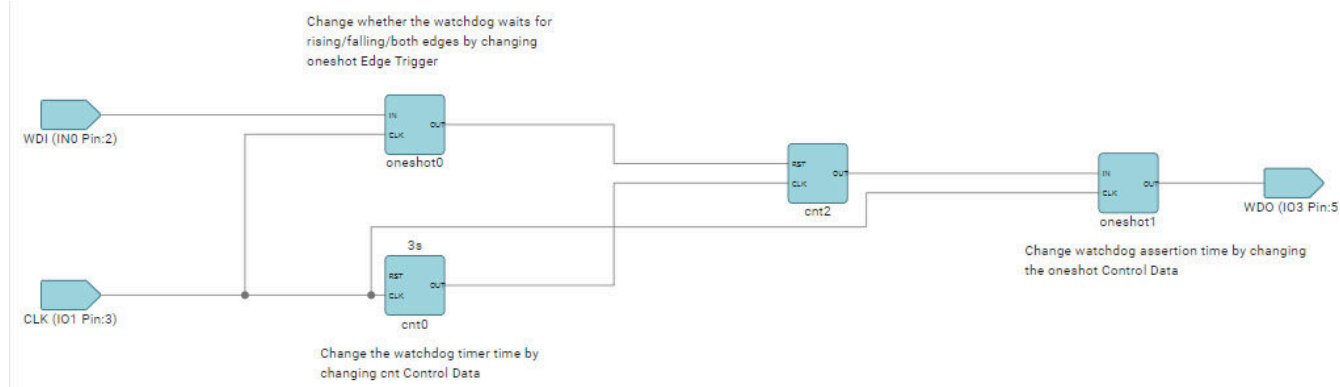 Change whether the watchdog waits for
rising/falling/both edges by changing
oneshot Edge Trigger
WDI (IN0 Pin:2)
IN
CLK
OUT
oneshot0
RST
CLK
OUT
cnt2
IN
CLK
OUT
oneshot1
WDO (IO3 Pin:5
Change watchdog assertion time by changing
the oneshot Control Data
3s
RST
CLK
OUT
cnt0
CLK (IO1 Pin:3)
Change the watchdog timer time by
changing cnt Control Data